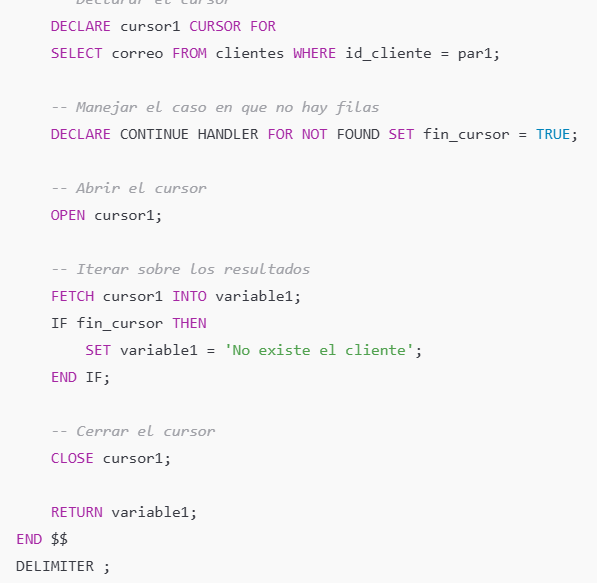 -- Declarar el cursor
DECLARE cursor1 CURSOR FOR
SELECT correo FROM clientes WHERE id_cliente = par1;
-- Manejar el caso en que no hay filas
DECLARE CONTINUE HANDLER FOR NOT FOUND SET fin_cursor = TRUE;
-- Abrir el cursor
OPEN cursor1;
-- Iterar sobre los resultados
FETCH cursor1 INTO variable1;
IF fin_cursor THEN
SET variable1 = 'No existe el cliente';
END IF;
-- Cerrar el cursor
CLOSE cursor1;
RETURN variable1;
END $$
DELIMITER ;